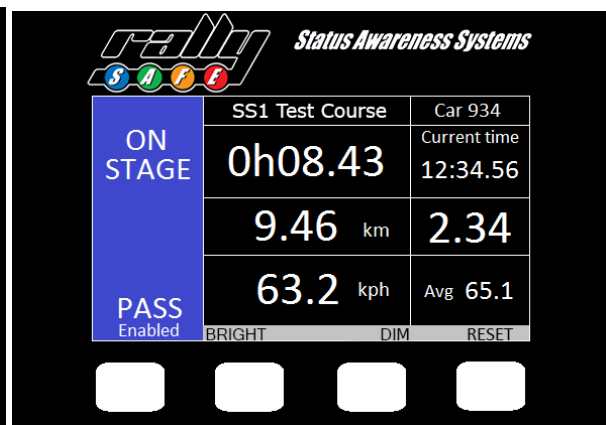 rally
SAFE
Status Awareness Systems
SS1 Test Course
Car 934
ON
STAGE
0h08.43
Current time
12:34.56
9.46 km
2.34
63.2 kph
Avg 65.1
PASS
Enabled
BRIGHT
DIM
RESET